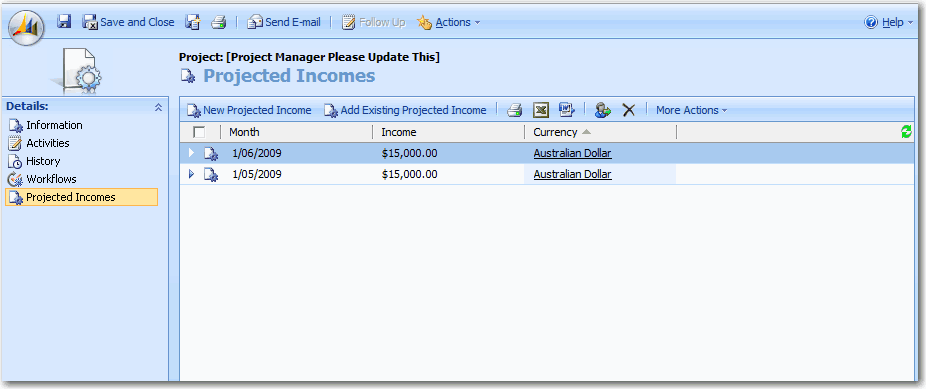 Save and Close Send E-mail Follow Up Actions Help
Project: [Project Manager Please Update This]
Projected Incomes
Details:
Information
Activities
History
Workflows
Projected Incomes
New Projected Income Add Existing Projected Income More Actions
Month Income Currency
1/06/2009 $15,000.00 Australian Dollar
1/05/2009 $15,000.00 Australian Dollar